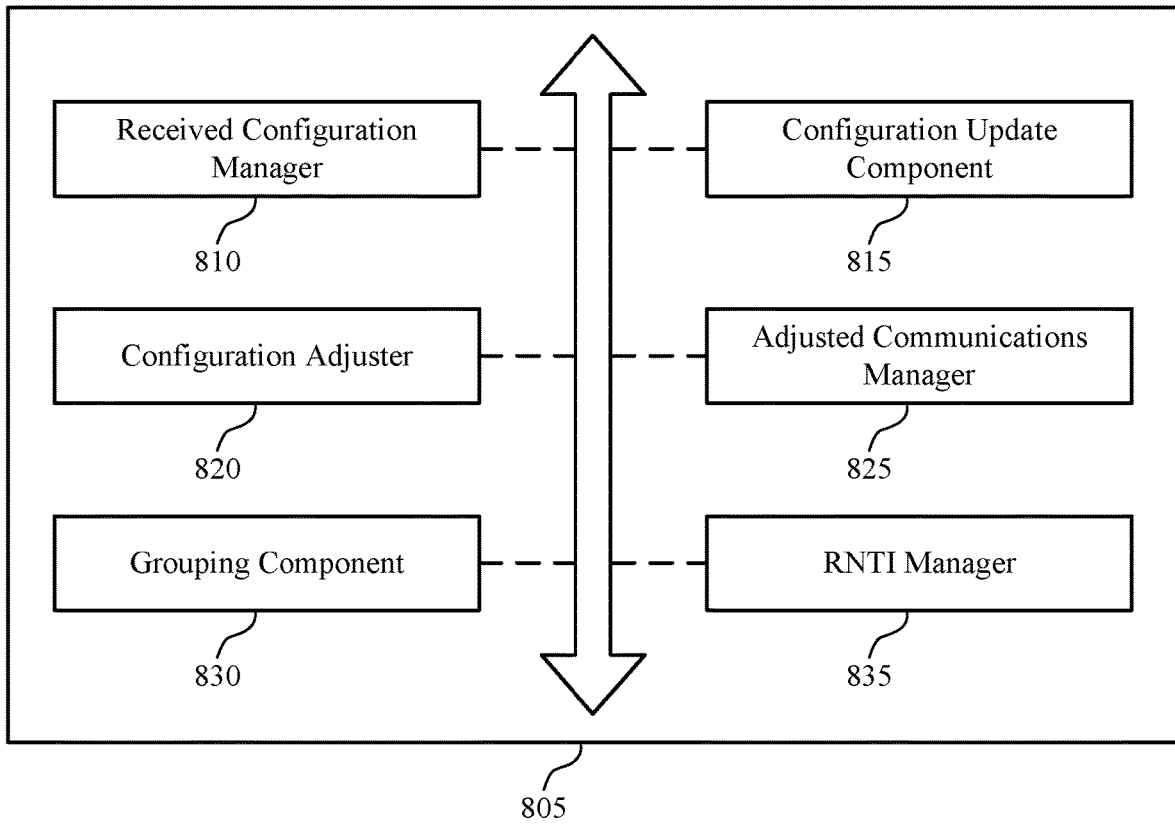 Received Configuration
Manager
810
Configuration Update
Component
815
Configuration Adjuster
820
Adjusted Communications
Manager
825
Grouping Component
830
RNTI Manager
835
805